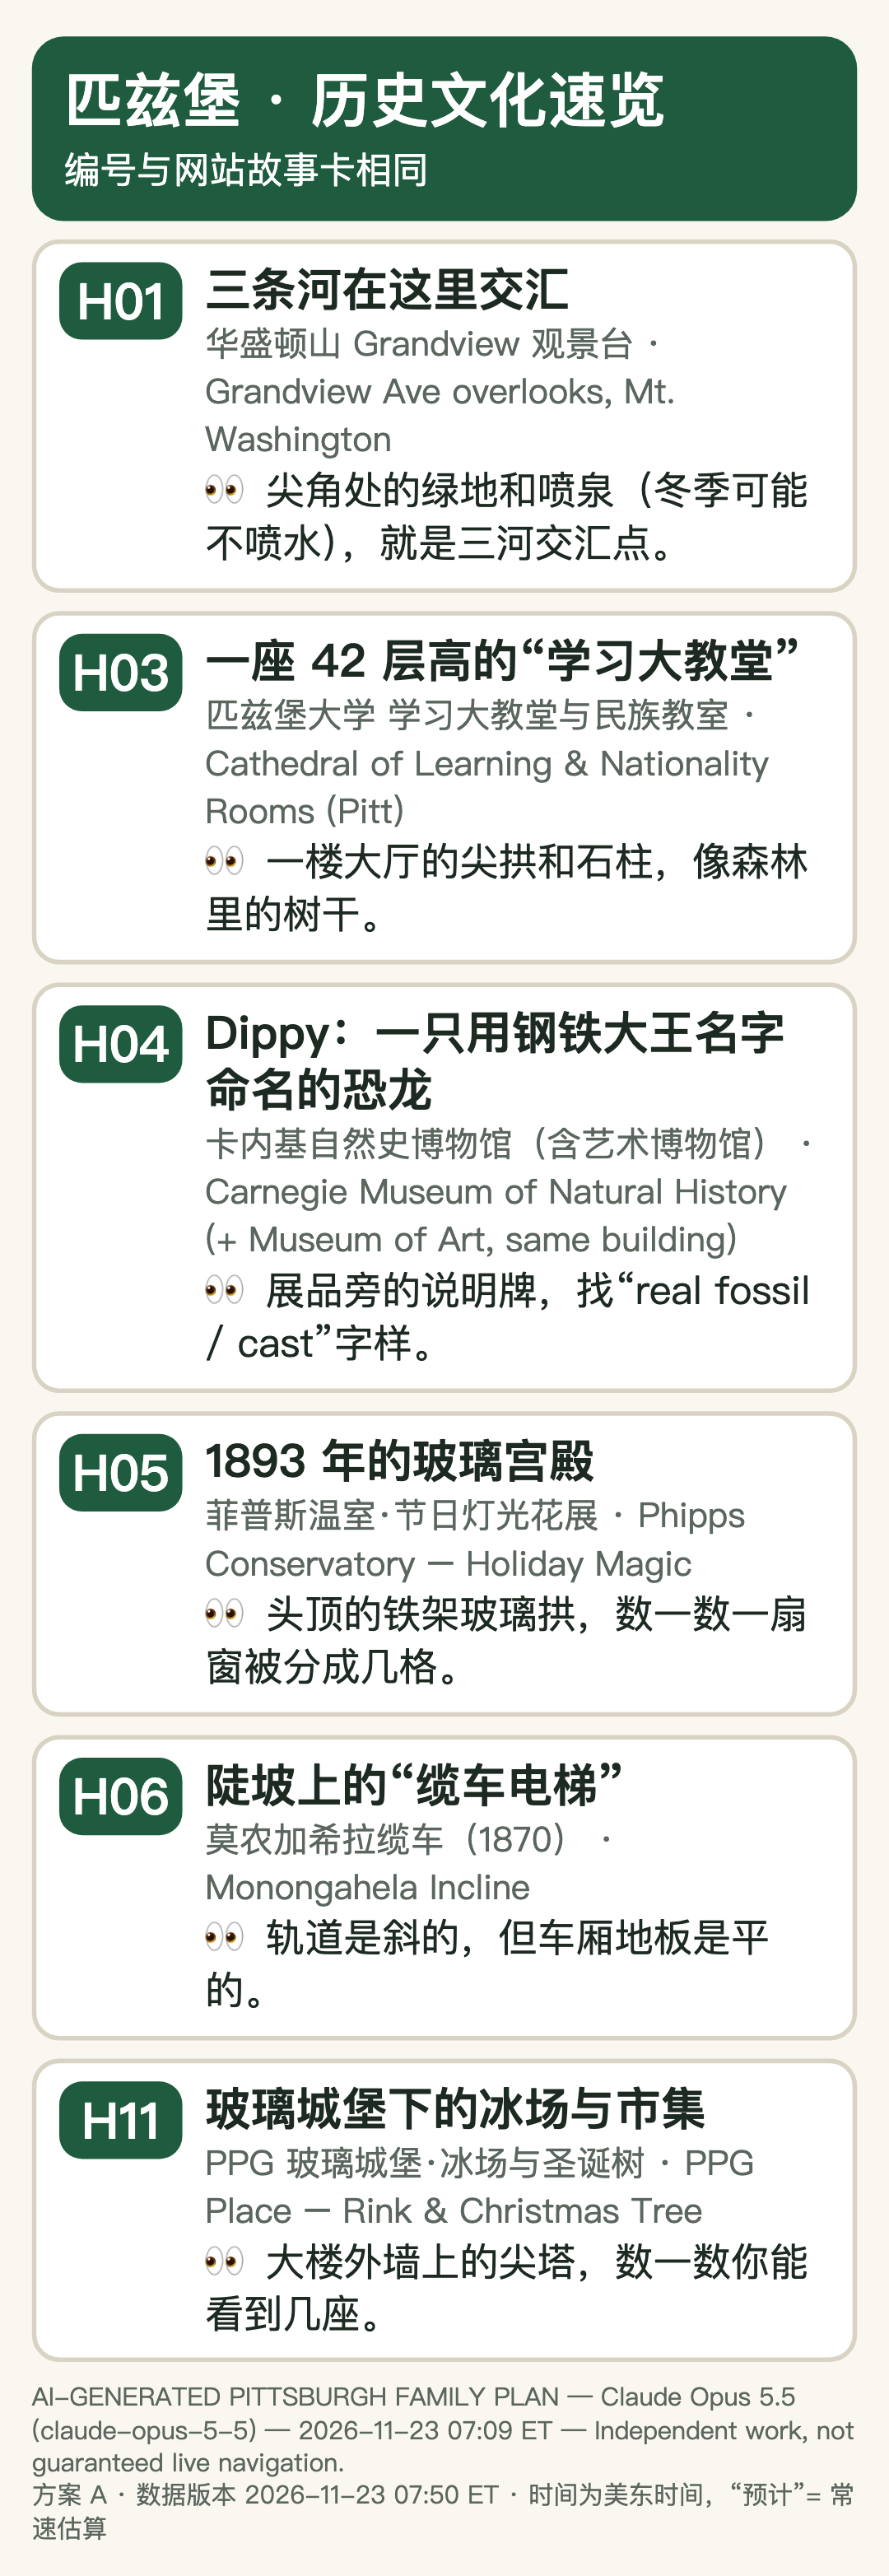 匹兹堡 · 历史文化速览
编号与网站故事卡相同
H01
三条河在这里交汇
华盛顿山 Grandview 观景台 ·
Grandview Ave overlooks, Mt.
Washington
👀 尖角处的绿地和喷泉（冬季可能
不喷水），就是三河交汇点。
H03
一座 42 层高的“学习大教堂”
匹兹堡大学 学习大教堂与民族教室 ·
Cathedral of Learning & Nationality
Rooms (Pitt)
👀 一楼大厅的尖拱和石柱，像森林
里的树干。
H04
Dippy：一只用钢铁大王名字
命名的恐龙
卡内基自然史博物馆（含艺术博物馆） ·
Carnegie Museum of Natural History
(+ Museum of Art, same building)
👀 展品旁的说明牌，找“real fossil
/ cast”字样。
H05
1893 年的玻璃宫殿
菲普斯温室·节日灯光花展 · Phipps
Conservatory — Holiday Magic
👀 头顶的铁架玻璃拱，数一数一扇
窗被分成几格。
H06
陡坡上的“缆车电梯”
莫农加希拉缆车（1870） ·
Monongahela Incline
👀 轨道是斜的，但车厢地板是平
的。
H11
玻璃城堡下的冰场与市集
PPG 玻璃城堡·冰场与圣诞树 · PPG
Place — Rink & Christmas Tree
👀 大楼外墙上的尖塔，数一数你能
看到几座。
AI-GENERATED PITTSBURGH FAMILY PLAN — Claude Opus 5.5
(claude-opus-5-5) — 2026-11-23 07:09 ET — Independent work, not
guaranteed live navigation.
方案 A · 数据版本 2026-11-23 07:50 ET · 时间为美东时间，“预计”= 常
速估算